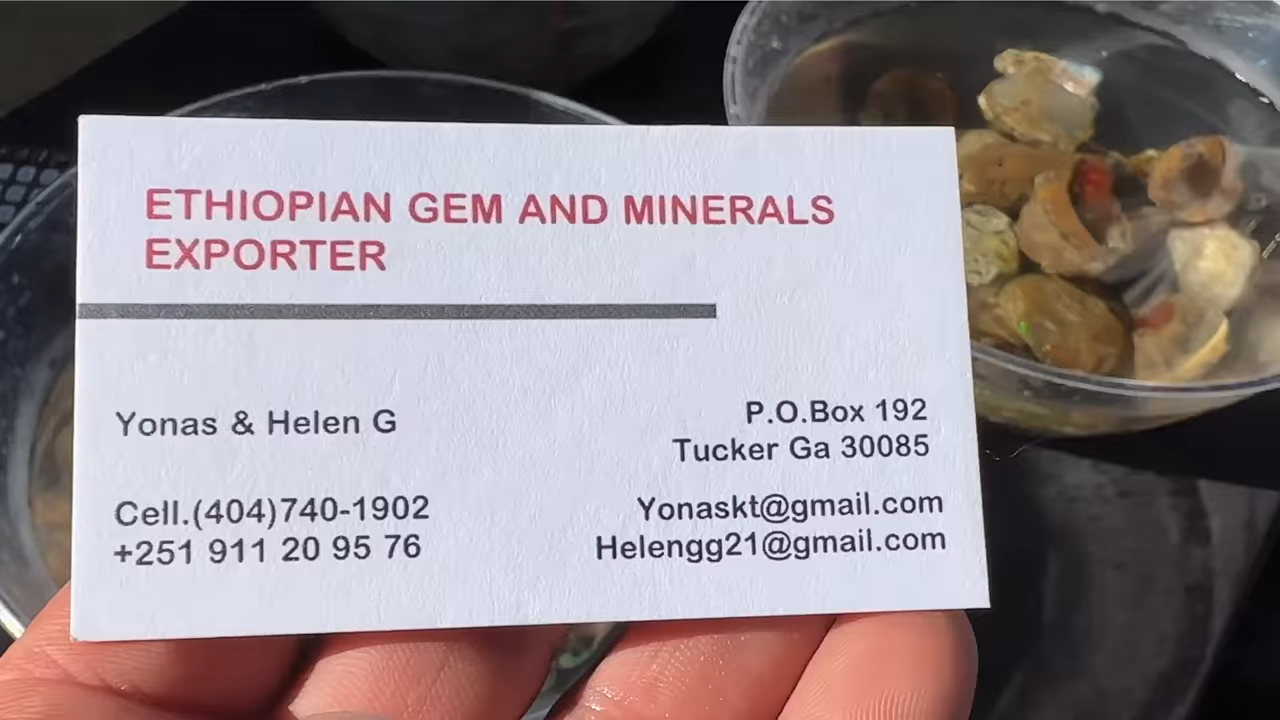 ETHIOPIAN GEM AND MINERALS
EXPORTER
Yonas & Helen G
Cell.(404)740-1902
+251 911 20 95 76
P.O.Box 192
Tucker Ga 30085
Yonaskt@gmail.com
Helengg21@gmail.com